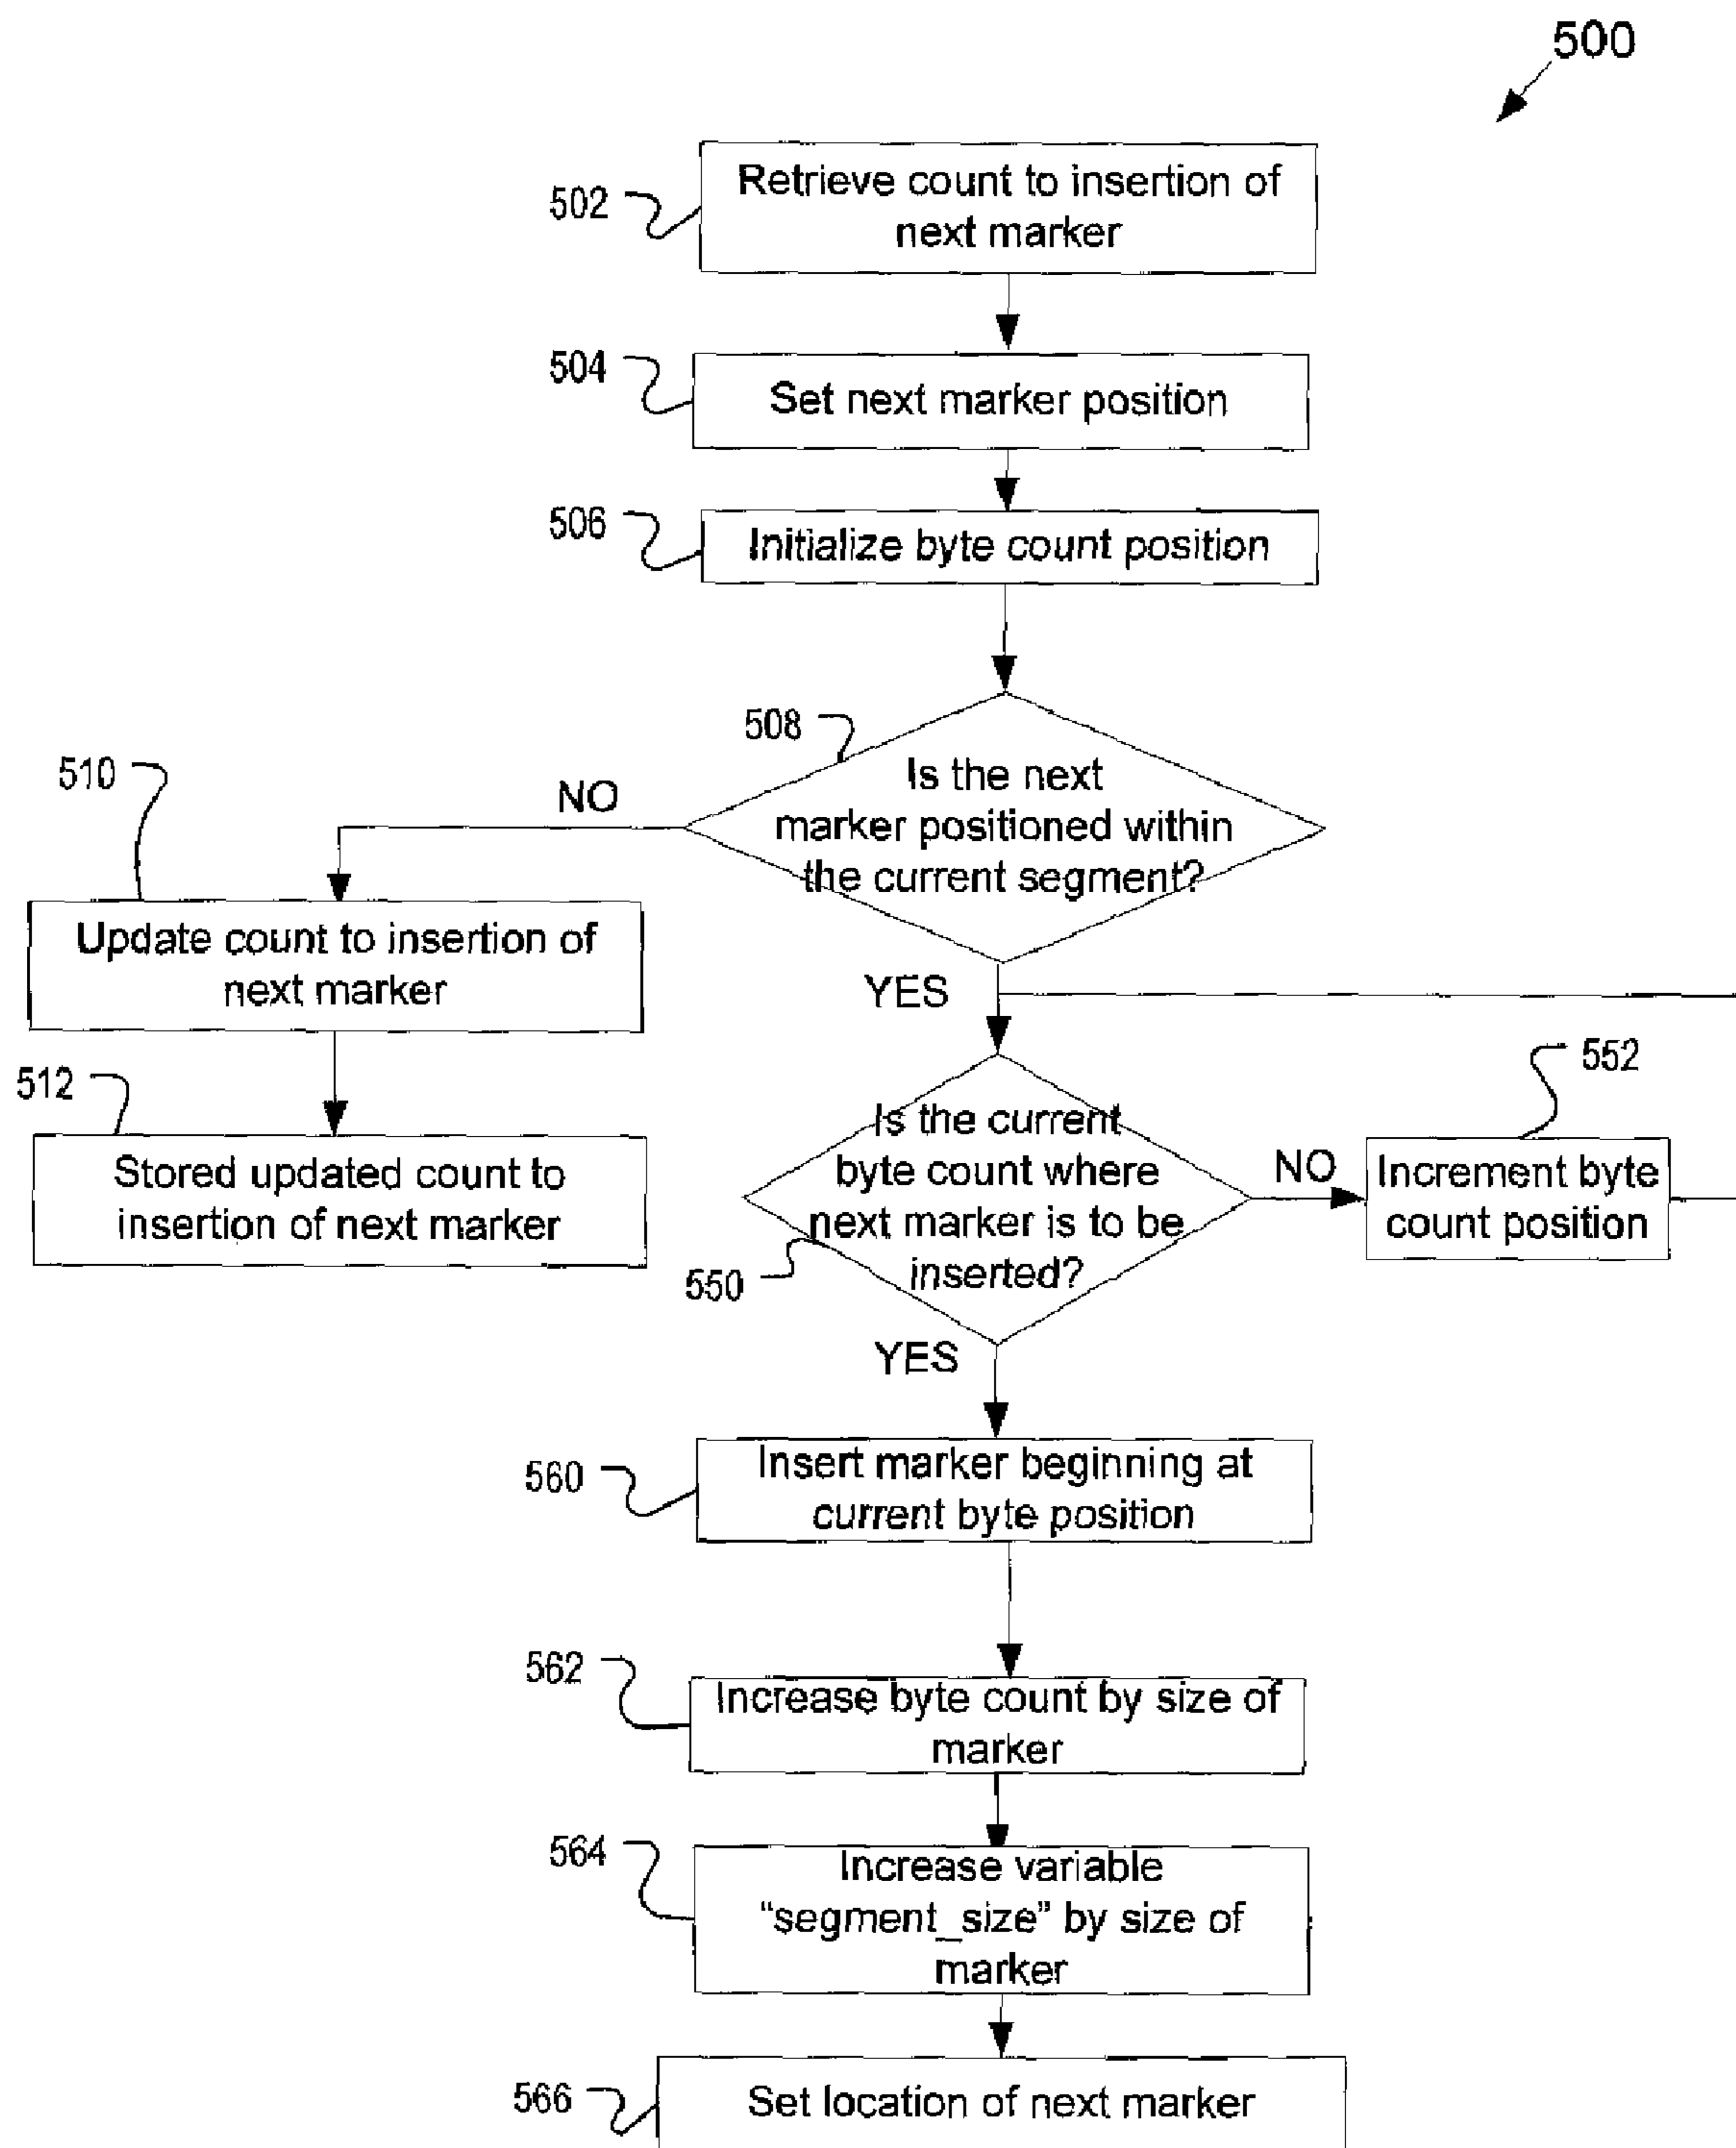 500
502
Retrieve count to insertion of
next marker
504
Set next marker position
506
Initialize byte count position
508
Is the next
marker positioned within
the current segment?
NO
510
Update count to insertion of
next marker
512
Stored updated count to
insertion of next marker
YES
550
Is the current
byte count where
next marker is to be
inserted?
NO
552
Increment byte
count position
YES
560
Insert marker beginning at
current byte position
562
Increase byte count by size of
marker
564
Increase variable
“segment_size” by size of
marker
566
Set location of next marker